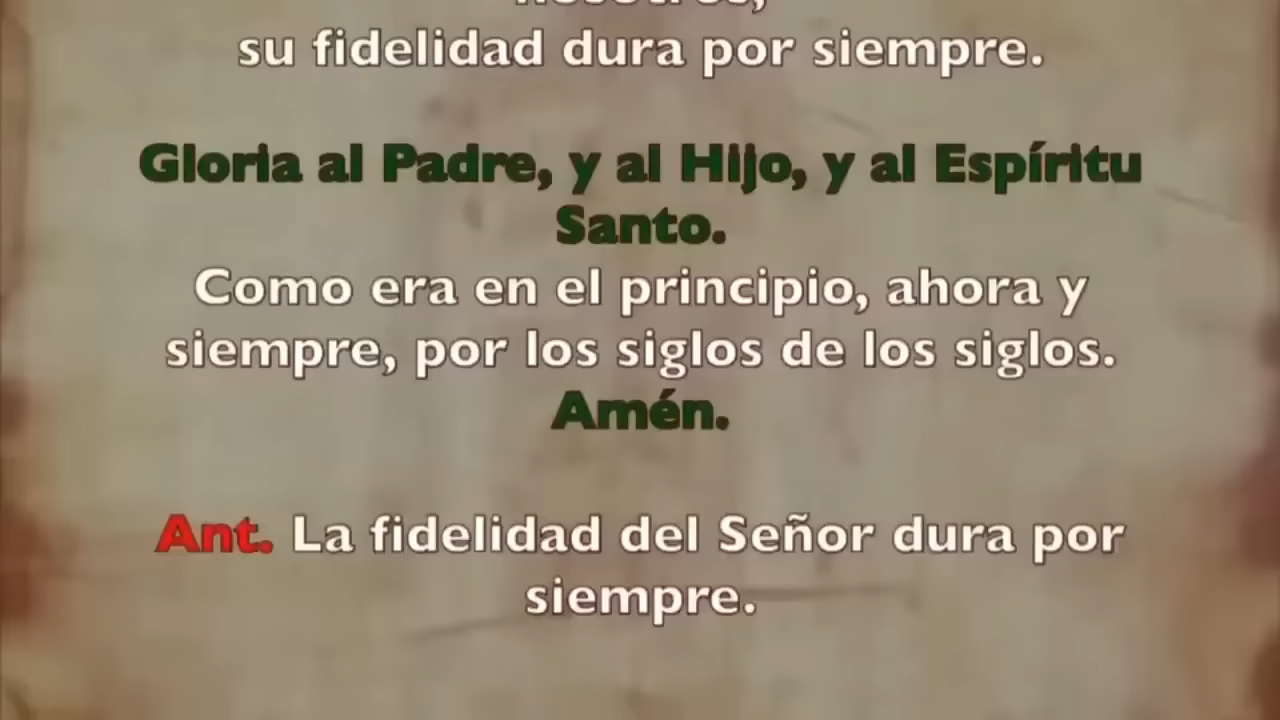 su fidelidad dura por siempre.
Gloria al Padre, y al Hijo, y al Espíritu
Santo.
Como era en el principio, ahora y
siempre, por los siglos de los siglos.
Amén.
Ant. La fidelidad del Señor dura por
siempre.